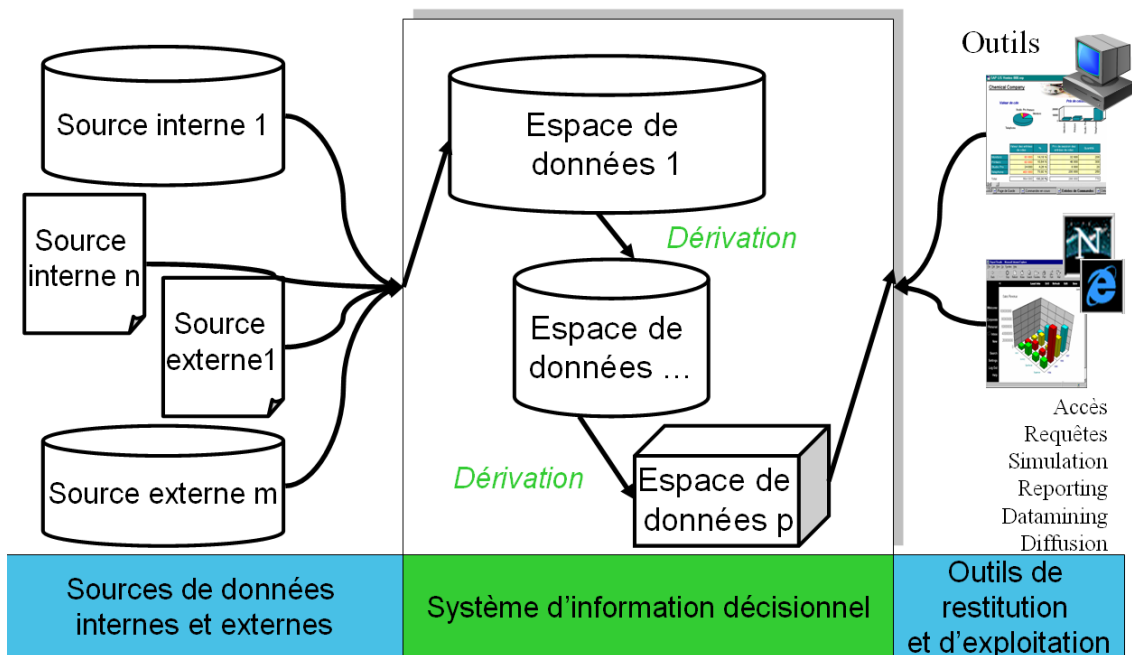 Source interne 1
Source
interne n
Source
externe1
Source externe m
Espace de
données 1
Dérivation
Espace de
données ...
Dérivation
Espace de
données p
Outils
Chemical Company
Accès
Requêtes
Simulation
Reporting
Datamining
Diffusion
Sources de données
internes et externes
Système d’information décisionnel
Outils de
restitution
et d’exploitation